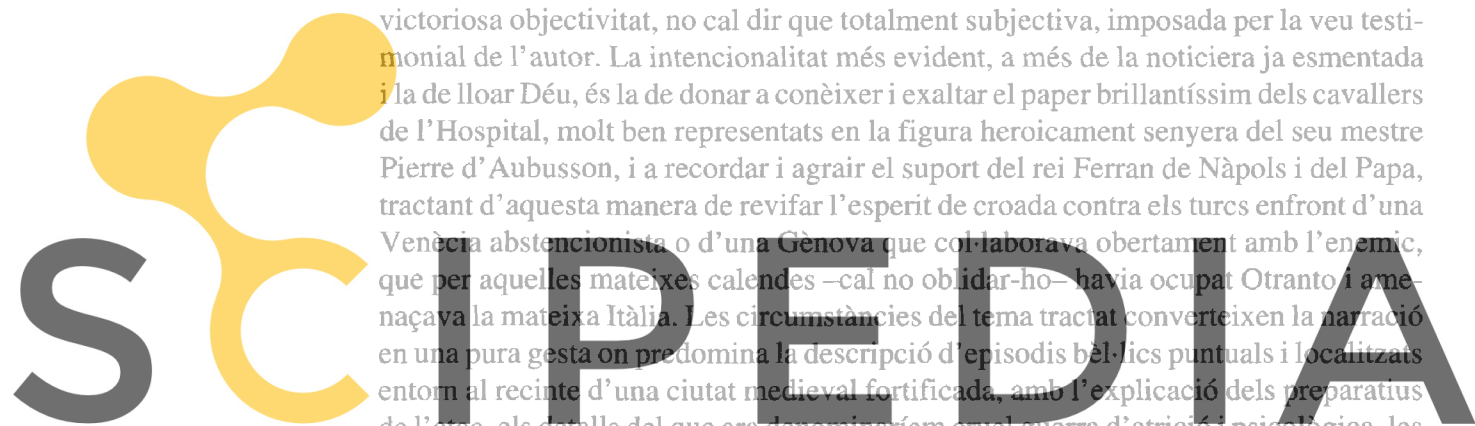 victoriosa objectivitat, no cal dir que totalment subjectiva, imposada per la veu testi-
monial de l’autor. La intencionalitat més evident, a més de la noticiera ja esmentada
i la de lloar Déu, és la de donar a conèixer i exaltar el paper brillantíssim dels cavallers
de l’Hospital, molt ben representats en la figura heroicament senyera del seu mestre
Pierre d’Aubusson, i a recordar i agrair el suport del rei Ferran de Nàpols i del Papa,
tractant d’aquesta manera de revifar l’esperit de croada contra els turcs enfront d’una
Venècia abstencionista o d’una Gènova que col·laborava obertament amb l’enemic,
que per aquelles mateixes calendes –cal no oblidar-ho– havia ocupat Otranto i ame-
naçava la mateixa Itàlia. Les circumstàncies del tema tractat converteixen la narració
en una pura gesta on predomina la descripció d’episodis bèl·lics puntuals i localitzats
entorn al recinte d’una ciutat medieval fortificada, amb l’explicació dels preparatius
SCIPEDIA